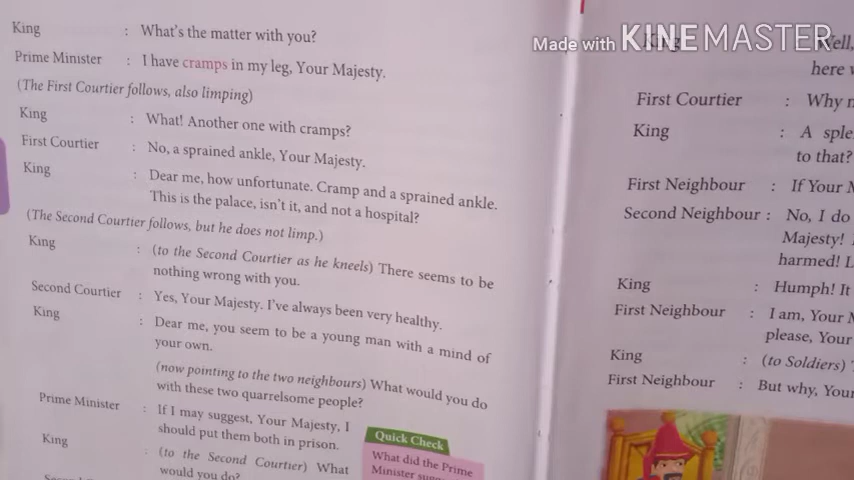 King : What's the matter with you?
Prime Minister : I have cramps in my leg, Your Majesty.
(The First Courtier follows, also limping)
King : What! Another one with cramps?
First Courtier : No, a sprained ankle, Your Majesty.
King : Dear me, how unfortunate. Cramp and a sprained ankle.
This is the palace, isn't it, and not a hospital?
(The Second Courtier follows, but he does not limp.)
King : (to the Second Courtier as he kneels) There seems to be
nothing wrong with you.
Second Courtier : Yes, Your Majesty. I've always been very healthy.
King : Dear me, you seem to be a young man with a mind of
your own.
(now pointing to the two neighbours) What would you do
with these two quarrelsome people?
Prime Minister : If I may suggest, Your Majesty, I
should put them both in prison.
King : (to the Second Courtier) What
would you do?
Quick Check
What did the Prime
Minister
Made with KINEMASTER
King Well,
here
First Courtier : Why
King : A
to that?
First Neighbour : If Your
Second Neighbour : No, I do
Majesty!
harmed!
King : Humph! It
First Neighbour : I am, Your
please, Your
King : (to Soldiers)
First Neighbour : But why, Your